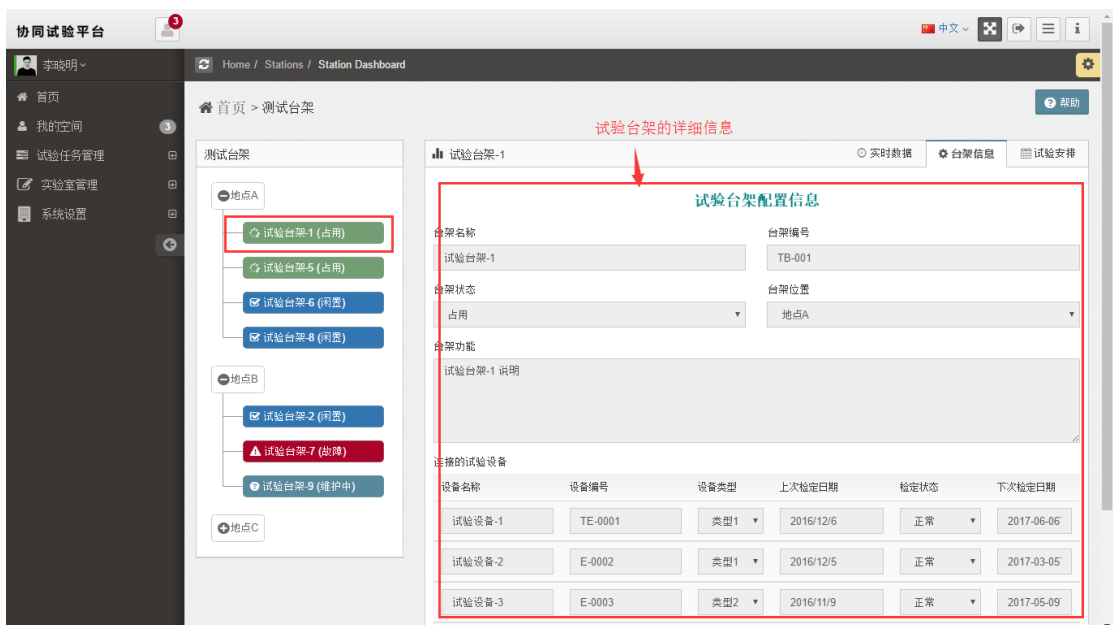 协同试验平台
3
中文
李晓明
Home / Stations / Station Dashboard
首页
我的空间
3
试验任务管理
实验室管理
系统设置
首页 > 测试台架
帮助
试验台架的详细信息
测试台架
地点A
试验台架-1 (占用)
试验台架-5 (占用)
试验台架-6 (闲置)
试验台架-8 (闲置)
地点B
试验台架-2 (闲置)
试验台架-7 (故障)
试验台架-9 (维护中)
地点C
试验台架-1
实时数据 台架信息 试验安排
试验台架配置信息
台架名称 台架编号
试验台架-1 TB-001
台架状态 台架位置
占用 地点A
台架功能
试验台架-1 说明
连接的试验设备
设备名称 设备编号 设备类型 上次检定日期 检定状态 下次检定日期
试验设备-1 TE-0001 类型1 2016/12/6 正常 2017-06-06
试验设备-2 E-0002 类型1 2016/12/5 正常 2017-03-05
试验设备-3 E-0003 类型2 2016/11/9 正常 2017-05-09